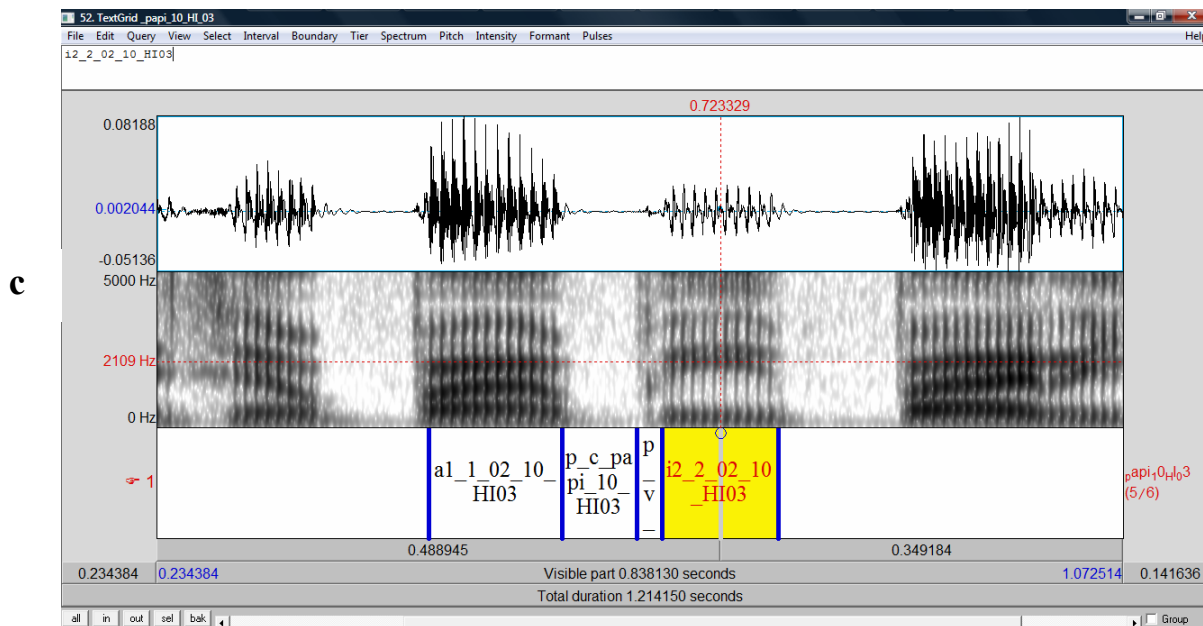 52. TextGrid _papi_10_HI_03
File Edit Query View Select Interval Boundary Tier Spectrum Pitch Intensity Formant Pulses Help
i2_2_02_10_HI03
0.723329
0.08188
0.002044
-0.05136
c
5000 Hz
2109 Hz
0 Hz
a1_1_02_10_
HI03
p_c_pa
pi_10_
HI03
p
_v_
i2_2_02_10
_HI03
1
papi10HI03
(5/6)
0.488945 0.349184
0.234384 0.234384 Visible part 0.838130 seconds 1.072514 0.141636
Total duration 1.214150 seconds
all in out sel bak Group